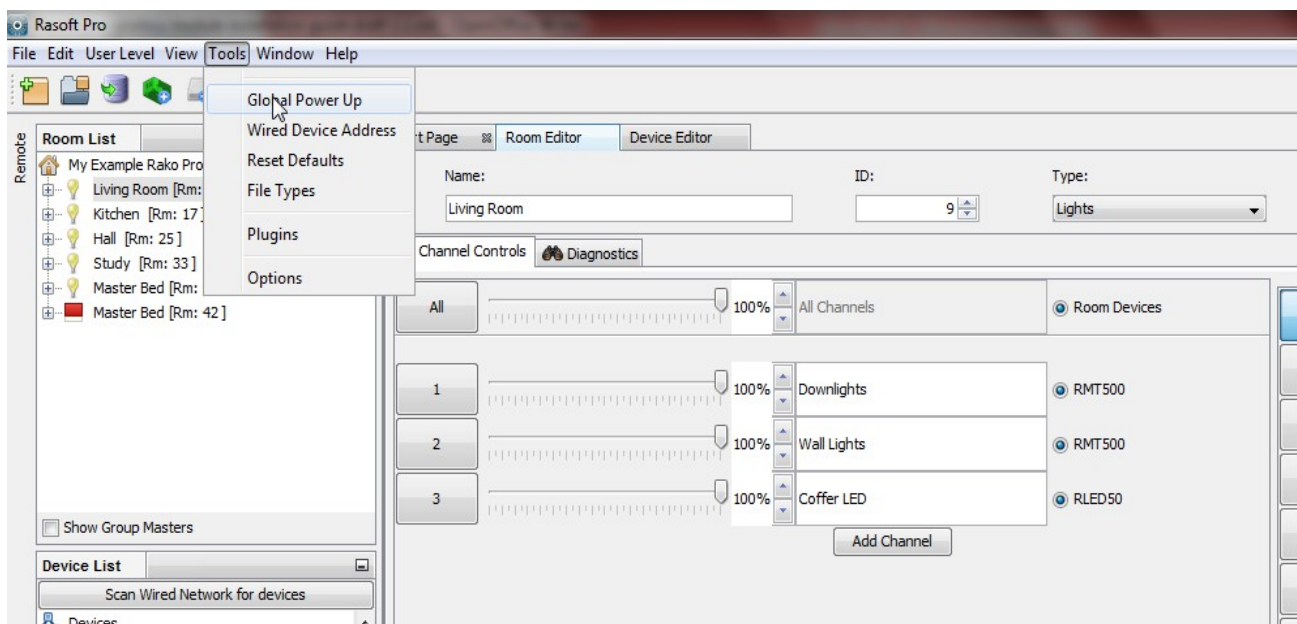 Rasoft Pro
File Edit User Level View Tools Window Help
Global Power Up
Wired Device Address
Reset Defaults
File Types
Plugins
Options
Remote
Room List
My Example Rako Pro
Living Room [Rm:
Kitchen [Rm: 17]
Hall [Rm: 25]
Study [Rm: 33]
Master Bed [Rm:
Master Bed [Rm: 42]
Show Group Masters
Device List
Scan Wired Network for devices
Devices
t Page Room Editor Device Editor
Name: ID: Type:
Living Room 9 Lights
Channel Controls Diagnostics
All 100% All Channels Room Devices
1 100% Downlights RMT500
2 100% Wall Lights RMT500
3 100% Coffer LED RLED50
Add Channel